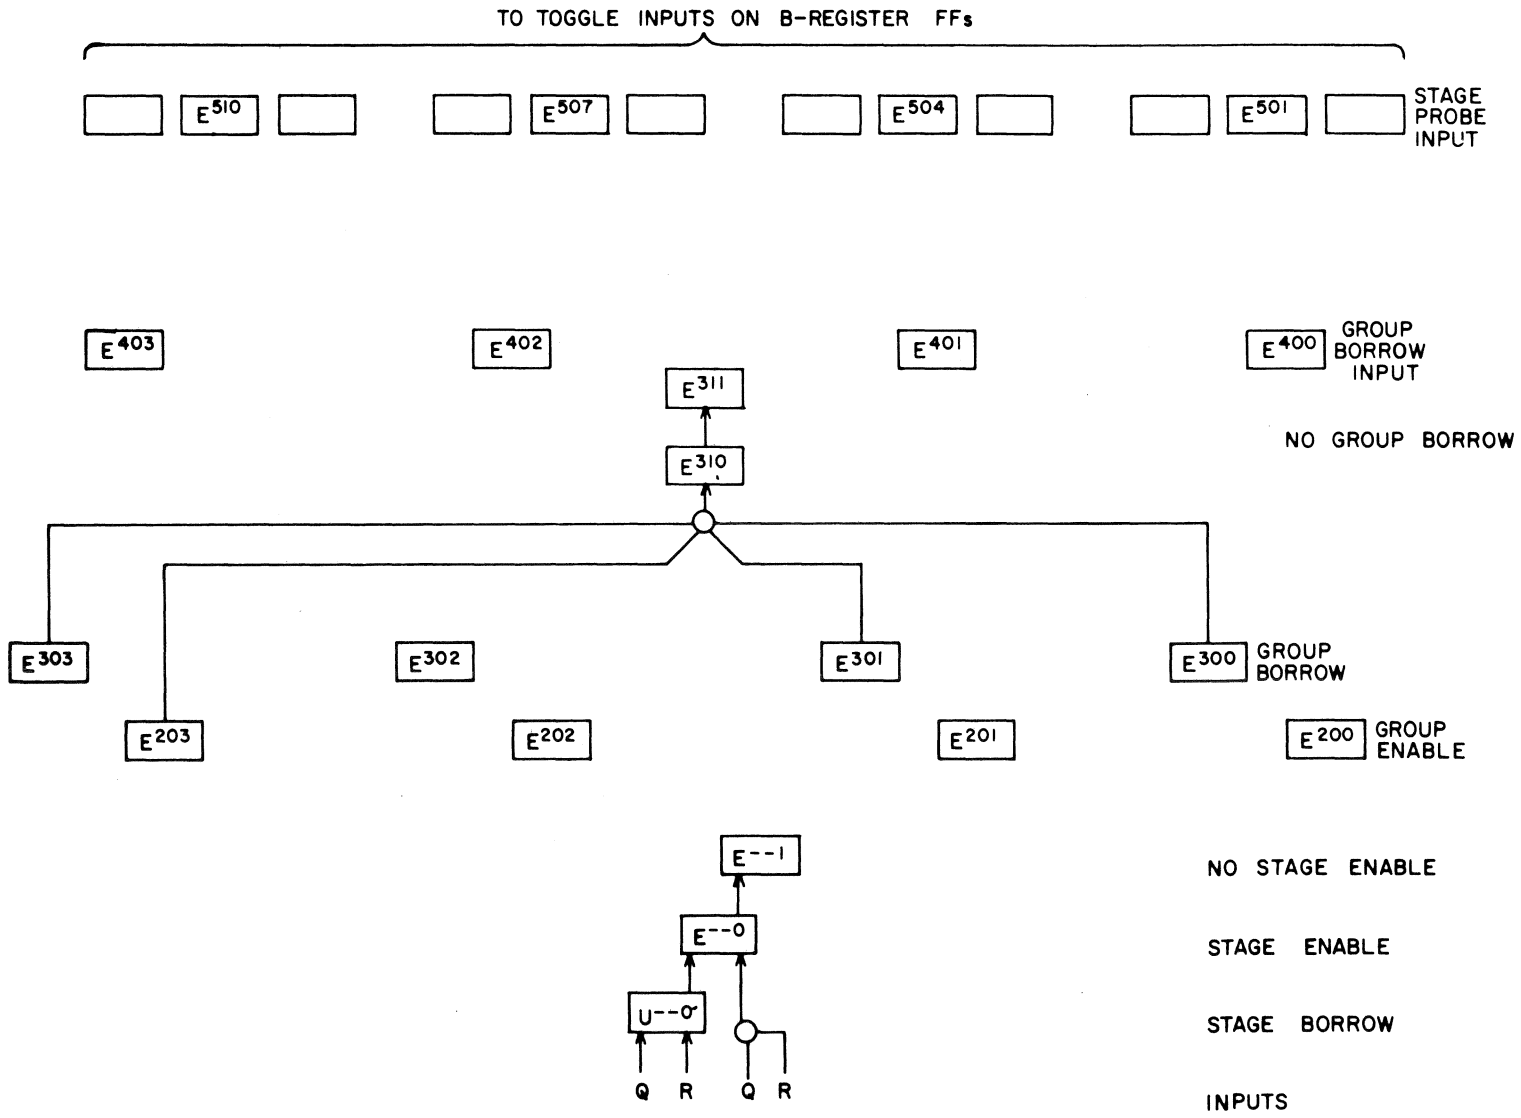 TO TOGGLE INPUTS ON B-REGISTER FFs
E510 E507 E504 E501
STAGE
PROBE
INPUT
E403 E402 E401 E400
GROUP
BORROW
INPUT
E311
NO GROUP BORROW
E310
E303 E302 E301 E300
GROUP
BORROW
E203 E202 E201 E200
GROUP
ENABLE
E--1
NO STAGE ENABLE
E--0
STAGE ENABLE
U--0
STAGE BORROW
Q R Q R
INPUTS